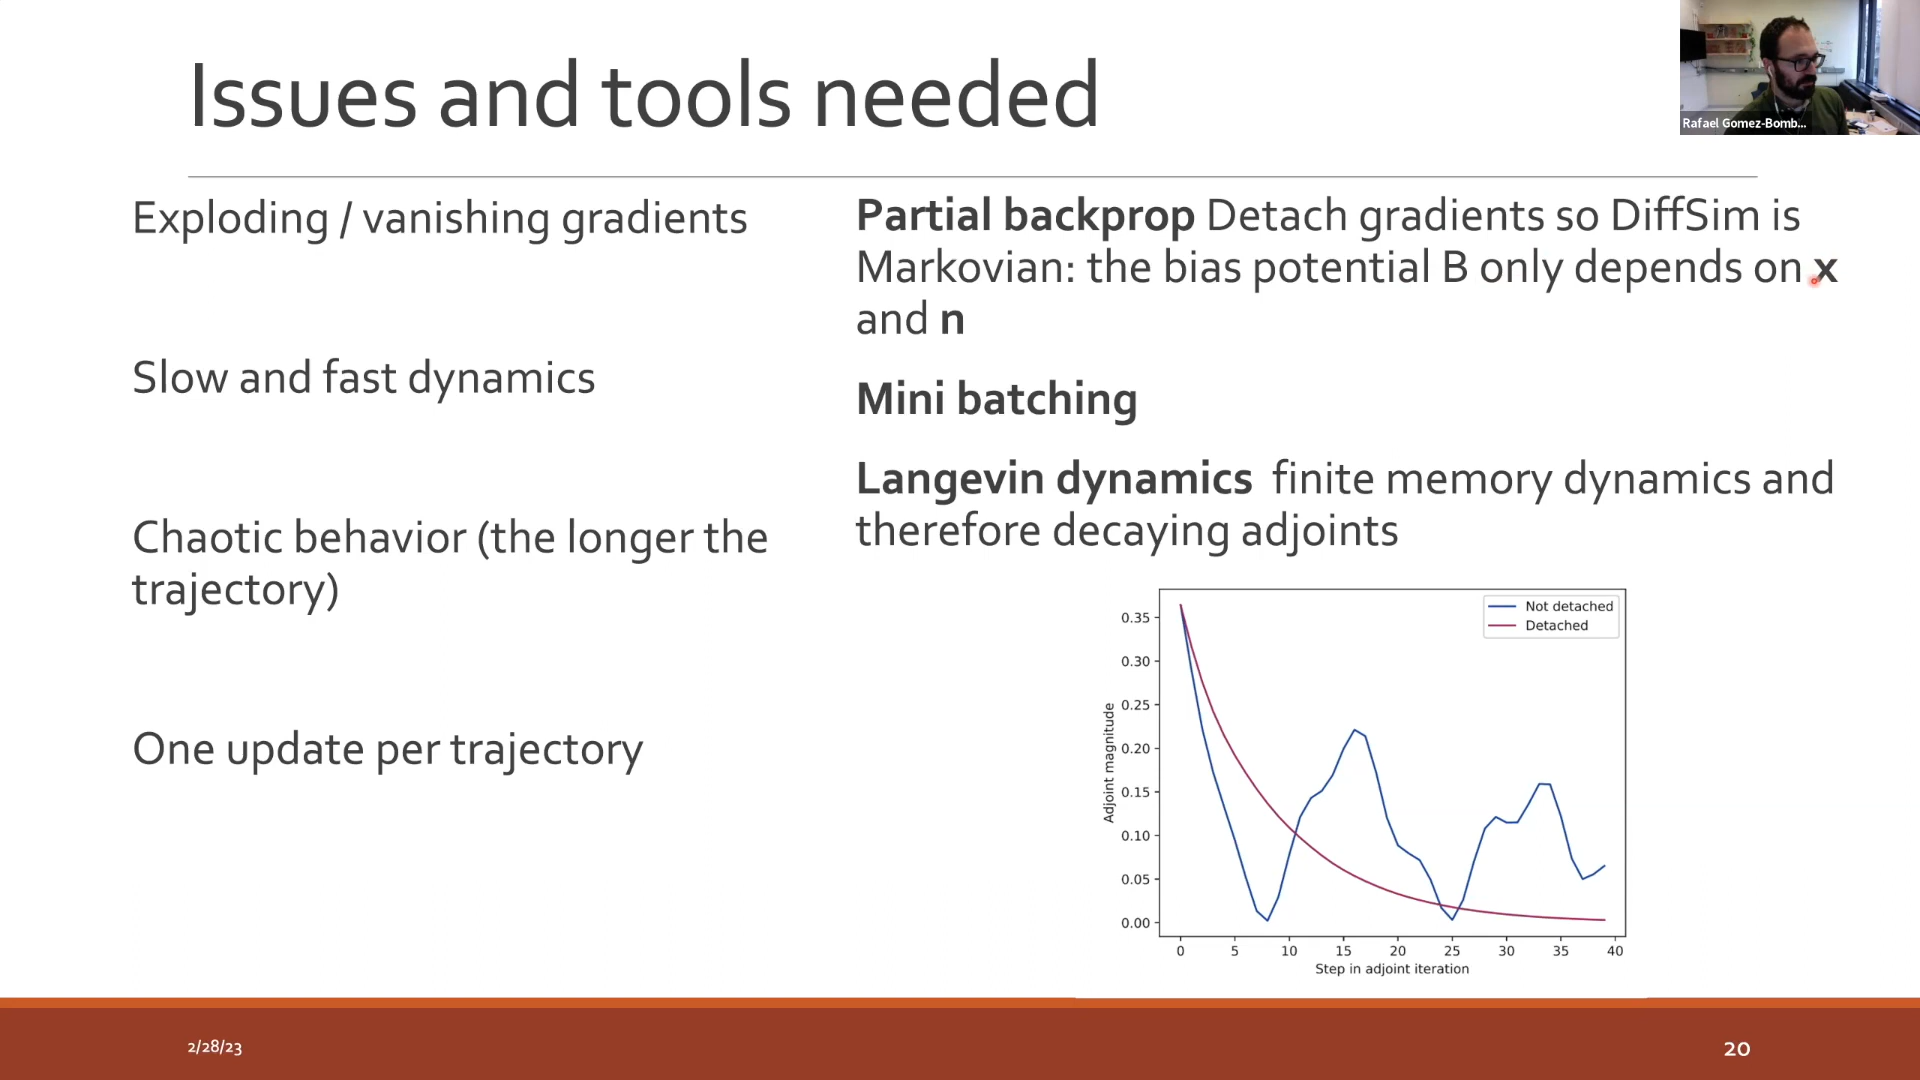 Issues and tools needed
Rafael Gomez-Bomb...
Exploding / vanishing gradients
Slow and fast dynamics
Chaotic behavior (the longer the
trajectory)
One update per trajectory
Partial backprop Detach gradients so DiffSim is
Markovian: the bias potential B only depends on x
and n
Mini batching
Langevin dynamics finite memory dynamics and
therefore decaying adjoints
Not detached
Detached
Adjoint magnitude
0.35
0.30
0.25
0.20
0.15
0.10
0.05
0.00
0 5 10 15 20 25 30 35 40
Step in adjoint iteration
2/28/23
20